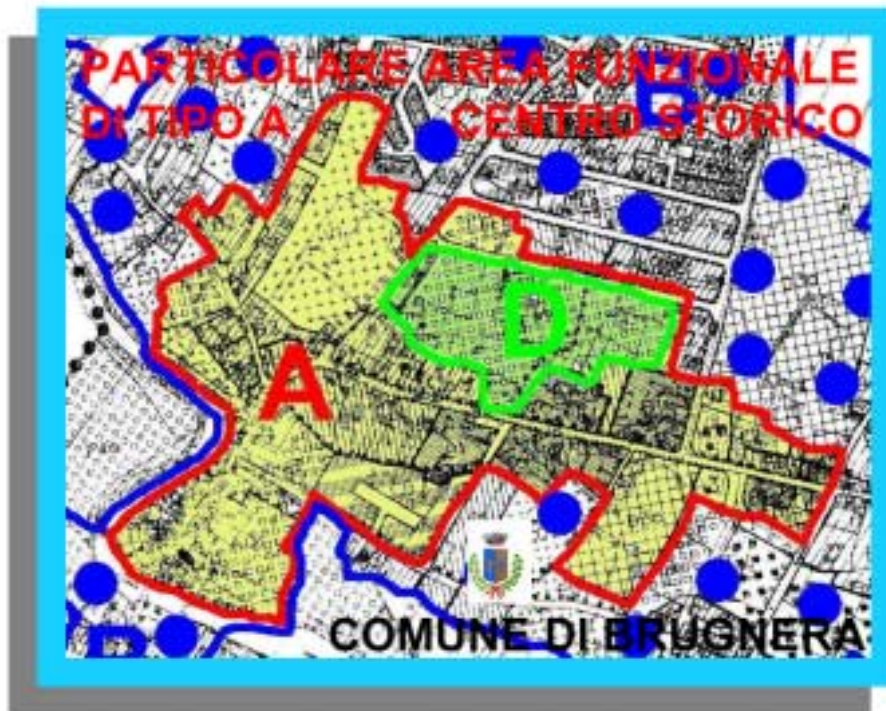 PARTICOLARE AREA FUNZIONALE
DI TIPO A CENTRO STORICO
B
D
A
B
COMUNE DI BRUGNERA